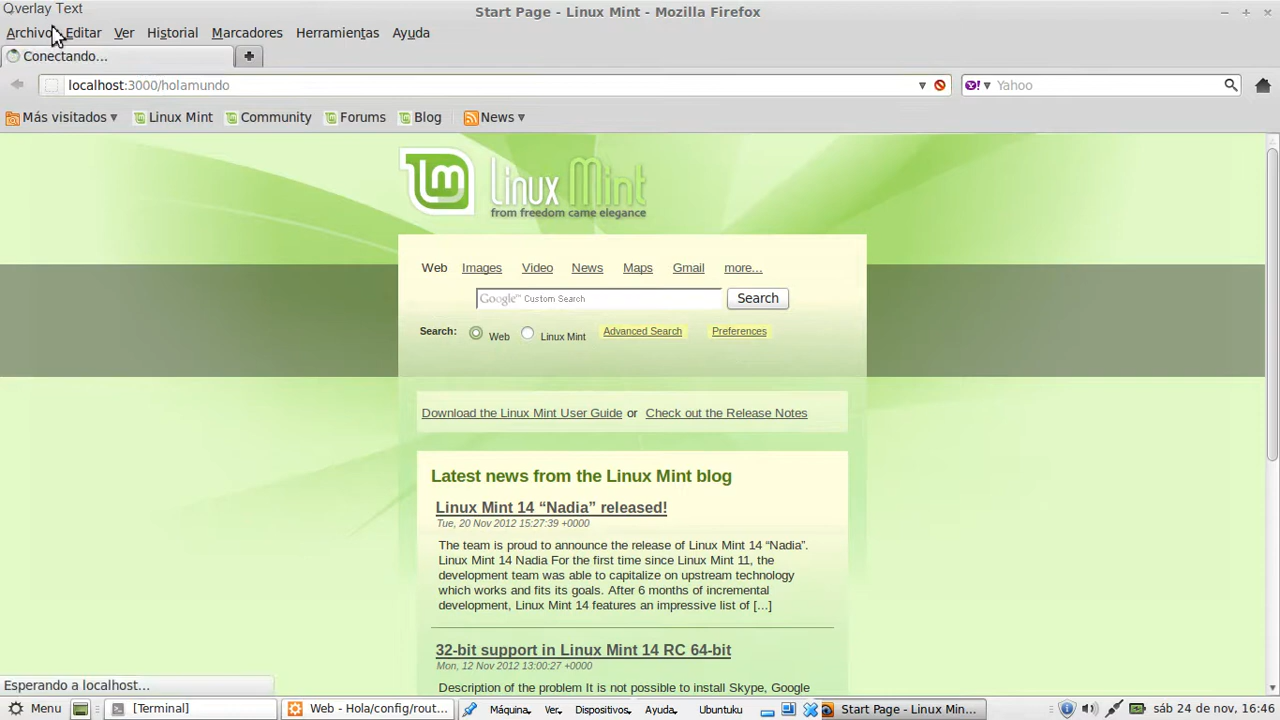 Qverlay Text
Start Page - Linux Mint - Mozilla Firefox
Archivo Editar Ver Historial Marcadores Herramientas Ayuda
Conectando...
localhost:3000/holamundo
Yahoo
Más visitados Linux Mint Community Forums Blog News
Linux Mint
from freedom came elegance
Web Images Video News Maps Gmail more...
Google™ Custom Search Search
Search: Web Linux Mint Advanced Search Preferences
Download the Linux Mint User Guide or Check out the Release Notes
Latest news from the Linux Mint blog
Linux Mint 14 “Nadia” released!
Tue, 20 Nov 2012 15:27:39 +0000
The team is proud to announce the release of Linux Mint 14 “Nadia”.
Linux Mint 14 Nadia For the first time since Linux Mint 11, the
development team was able to capitalize on upstream technology
which works and fits its goals. After 6 months of incremental
development, Linux Mint 14 features an impressive list of [...]
32-bit support in Linux Mint 14 RC 64-bit
Mon, 12 Nov 2012 13:00:27 +0000
Description of the problem It is not possible to install Skype, Google
Esperando a localhost...
Menu [Terminal] Web - Hola/config/rout... Máquina Ver Dispositivos Ayuda Ubuntuku Start Page - Linux Min... sáb 24 de nov, 16:46